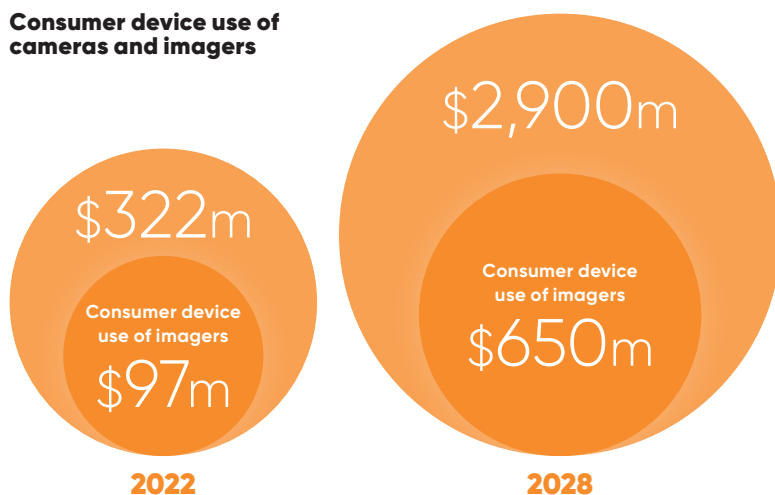 Consumer device use of
cameras and imagers
$322m
Consumer device
use of imagers
$97m
2022
$2,900m
Consumer device
use of imagers
$650m
2028